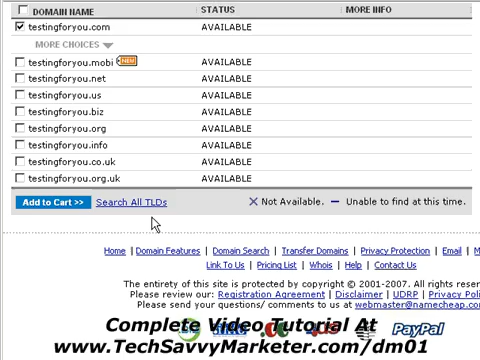 DOMAIN NAME STATUS MORE INFO
testingforyou.com AVAILABLE
MORE CHOICES
testingforyou.mobi NEW AVAILABLE
testingforyou.net AVAILABLE
testingforyou.us AVAILABLE
testingforyou.biz AVAILABLE
testingforyou.org AVAILABLE
testingforyou.info AVAILABLE
testingforyou.co.uk AVAILABLE
testingforyou.org.uk AVAILABLE
Add to Cart >> Search All TLDs Not Available. Unable to find at this time.
Home | Domain Features | Domain Search | Transfer Domains | Privacy Protection | Email |
Link To Us | Pricing List | Whois | Help | Contact Us
The entirety of this site is protected by copyright © 2001-2007. All rights
Please review our: Registration Agreement | Disclaimer | UDRP | Privacy
Please send your questions/comments to us at webmaster@namecheap.com
PayPal
Complete Video Tutorial At
www.TechSavvyMarketer.com/dm01